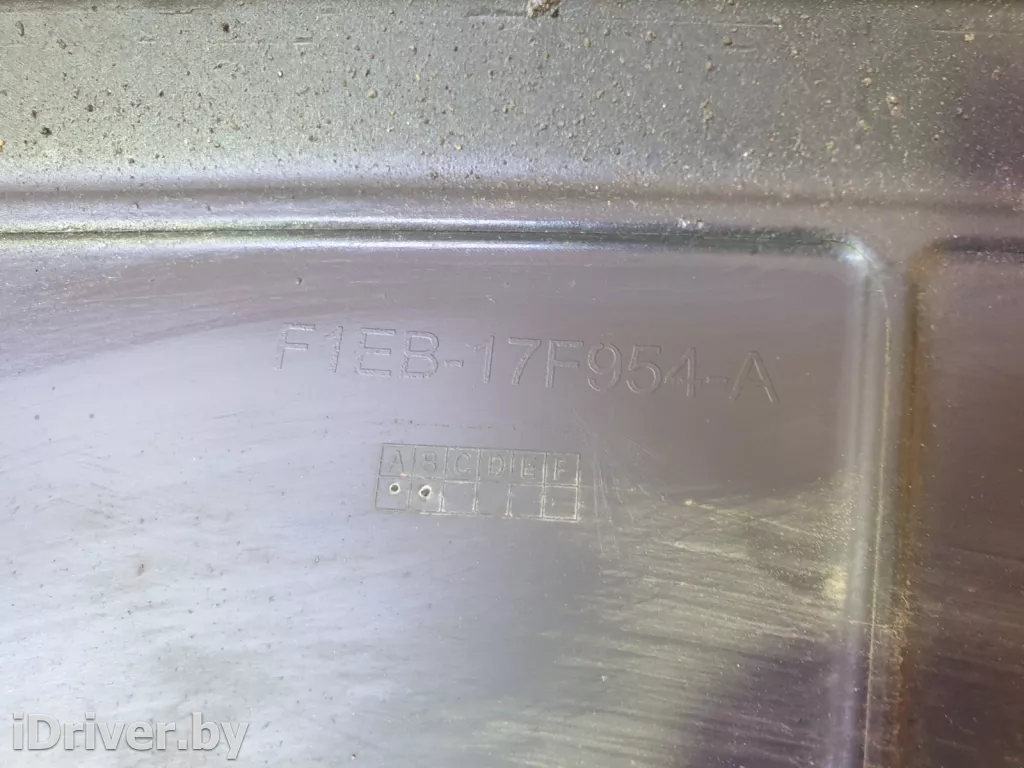 F1EB-17F954-A
A B C D E F
iDriver.by